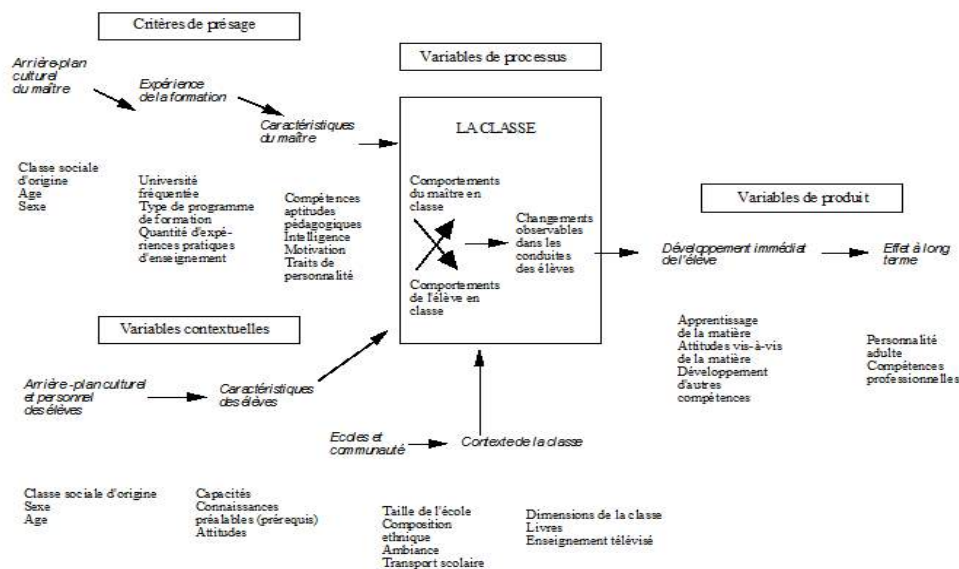 Critères de présage
Variables de processus
Arrière-plan
culturel
du maître
Expérience
de la formation
Caractéristiques
du maître
LA CLASSE
Classe sociale
d'origine
Age
Sexe
Université
fréquentée
Type de programme
de formation
Quantité d'expé-
riences pratiques
d'enseignement
Compétences
aptitudes
pédagogiques
Intelligence
Motivation
Traits de
personnalité
Comportements
du maître en
classe
Changements
observables
dans les
conduites
des élèves
Comportements
de l'élève en
classe
Variables de produit
Développement immédiat
de l'élève
Effet à long
terme
Apprentissage
de la matière
Attitudes vis-à-vis
de la matière
Développement
d'autres
compétences
Personnalité
adulte
Compétences
professionnelles
Variables contextuelles
Arrière-plan culturel
et personnel
des élèves
Caractéristiques
des élèves
Ecoles et
communauté
Contexte de la classe
Classe sociale d'origine
Sexe
Age
Capacités
Connaissances
préalables (prérequis)
Attitudes
Taille de l'école
Composition
ethnique
Ambiance
Transport scolaire
Dimensions de la classe
Livres
Enseignement télévisé